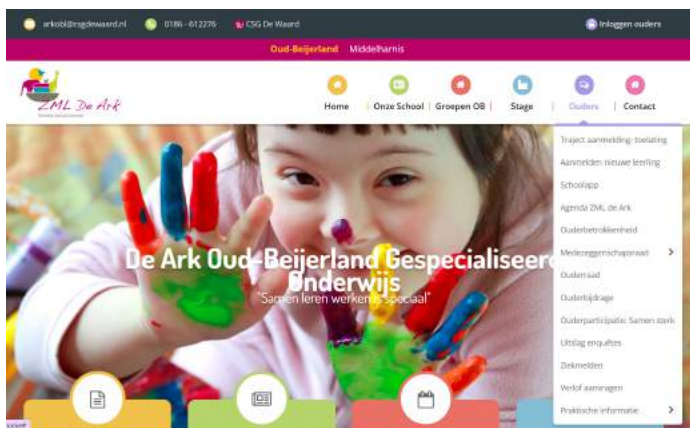 arkobl@csgdewaard.nl 0186 - 612276 CSG De Waard Inloggen ouders
Oud-Beijerland Middelharnis
ZML De Ark
Home Onze School Groepen OB Stage Ouders Contact
Traject aanmelding- toelating
Aanmelden nieuwe leerling
Schoolapp
Agenda ZML de Ark
Ouderbetrokkenheid
Medezeggenschapsraad
Ouderraad
Ouderbijdrage
Ouderparticipatie: Samen sterk
Uitslag enquêtes
Ziekmelden
Verlof aanvragen
Praktische informatie
De Ark Oud-Beijerland Gespecialiseerd
Onderwijs
"Samen leren werken is speciaal"